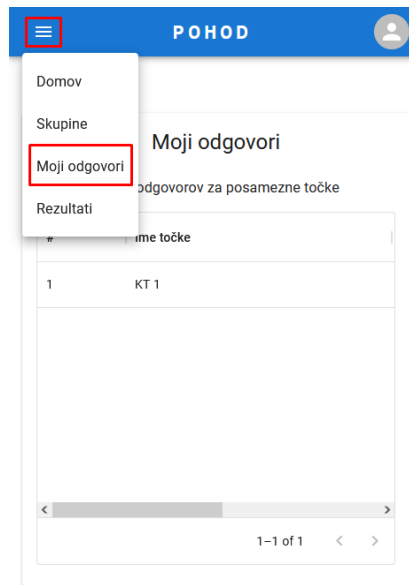 POHOD
Domov
Skupine
Moji odgovori
Rezultati
Moji odgovori
odgovorov za posamezne točke
# Ime točke
1 KT 1
1–1 of 1